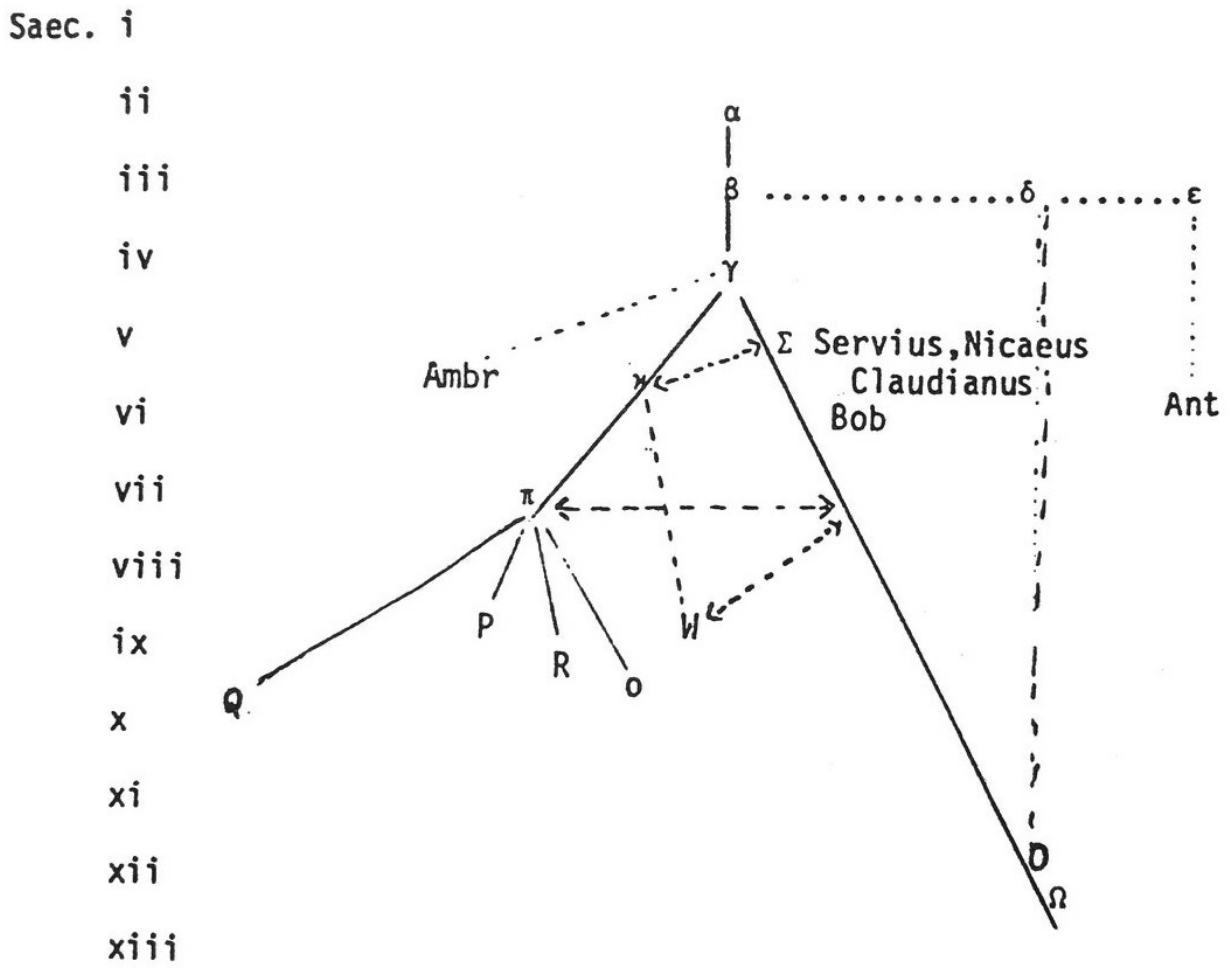 Saec. i
ii
α
iii
β
δ
ε
iv
γ
v
Σ Servius,Nicaeus
Ambr
ϰ
Claudianus
vi
Bob
Ant
vii
π
viii
P
W
ix
R
O
Q
x
xi
xii
D
Ω
xiii